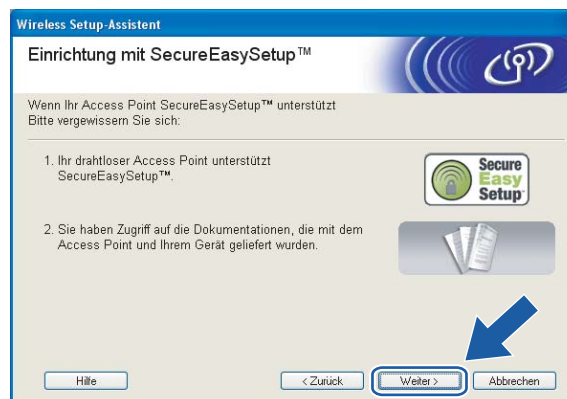 Wireless Setup-Assistent
Einrichtung mit SecureEasySetup™
Wenn Ihr Access Point SecureEasySetup™ unterstützt
Bitte vergewissern Sie sich:
1. Ihr drahtloser Access Point unterstützt
SecureEasySetup™.
Secure
Easy
Setup
2. Sie haben Zugriff auf die Dokumentationen, die mit dem
Access Point und Ihrem Gerät geliefert wurden.
Hilfe
< Zurück
Weiter >
Abbrechen